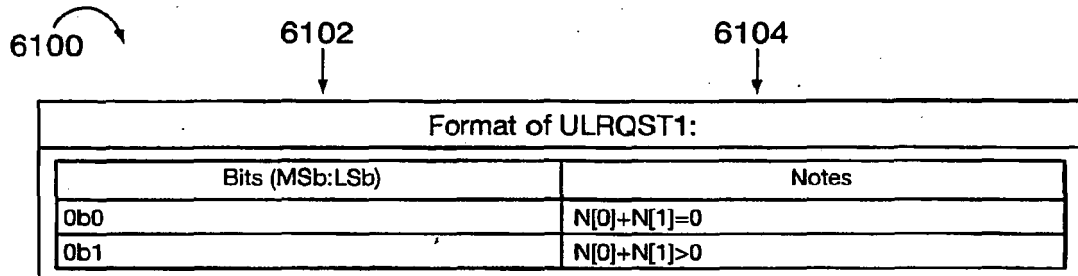 6100
6102
6104
Format of ULRQST1:
Bits (MSb:LSb) Notes
0b0 N[0]+N[1]=0
0b1 N[0]+N[1]>0